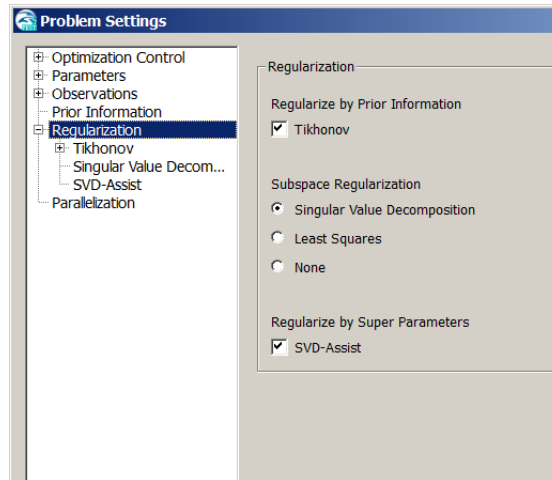 Problem Settings
Optimization Control
Parameters
Observations
Prior Information
Regularization
Tikhonov
Singular Value Decom...
SVD-Assist
Parallelization
Regularization
Regularize by Prior Information
Tikhonov
Subspace Regularization
Singular Value Decomposition
Least Squares
None
Regularize by Super Parameters
SVD-Assist